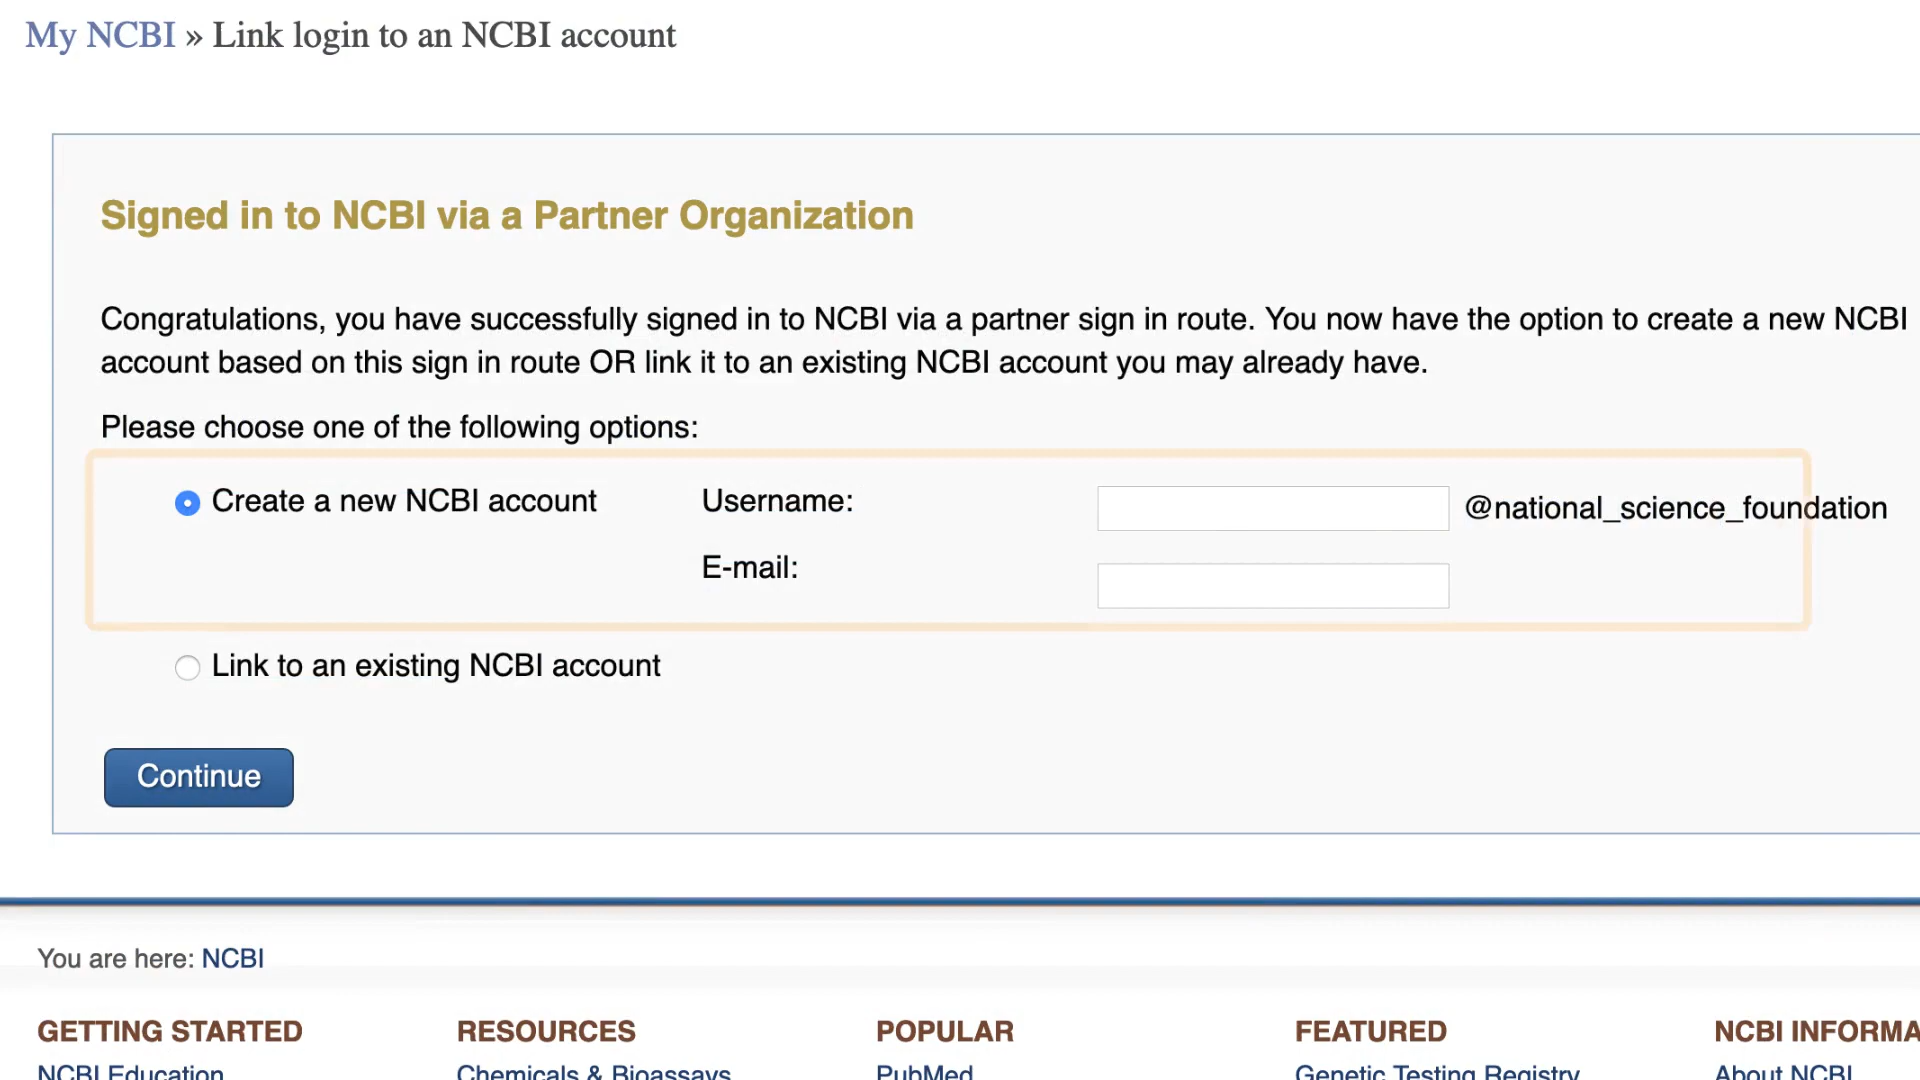 My NCBI » Link login to an NCBI account
Signed in to NCBI via a Partner Organization
Congratulations, you have successfully signed in to NCBI via a partner sign in route. You now have the option to create a new NCBI
account based on this sign in route OR link it to an existing NCBI account you may already have.
Please choose one of the following options:
Create a new NCBI account Username: @national_science_foundation
E-mail:
Link to an existing NCBI account
Continue
You are here: NCBI
GETTING STARTED RESOURCES POPULAR FEATURED NCBI INFORMA
NCBI Education Chemicals & Bioassays PubMed Genetic Testing Registry About NCBI